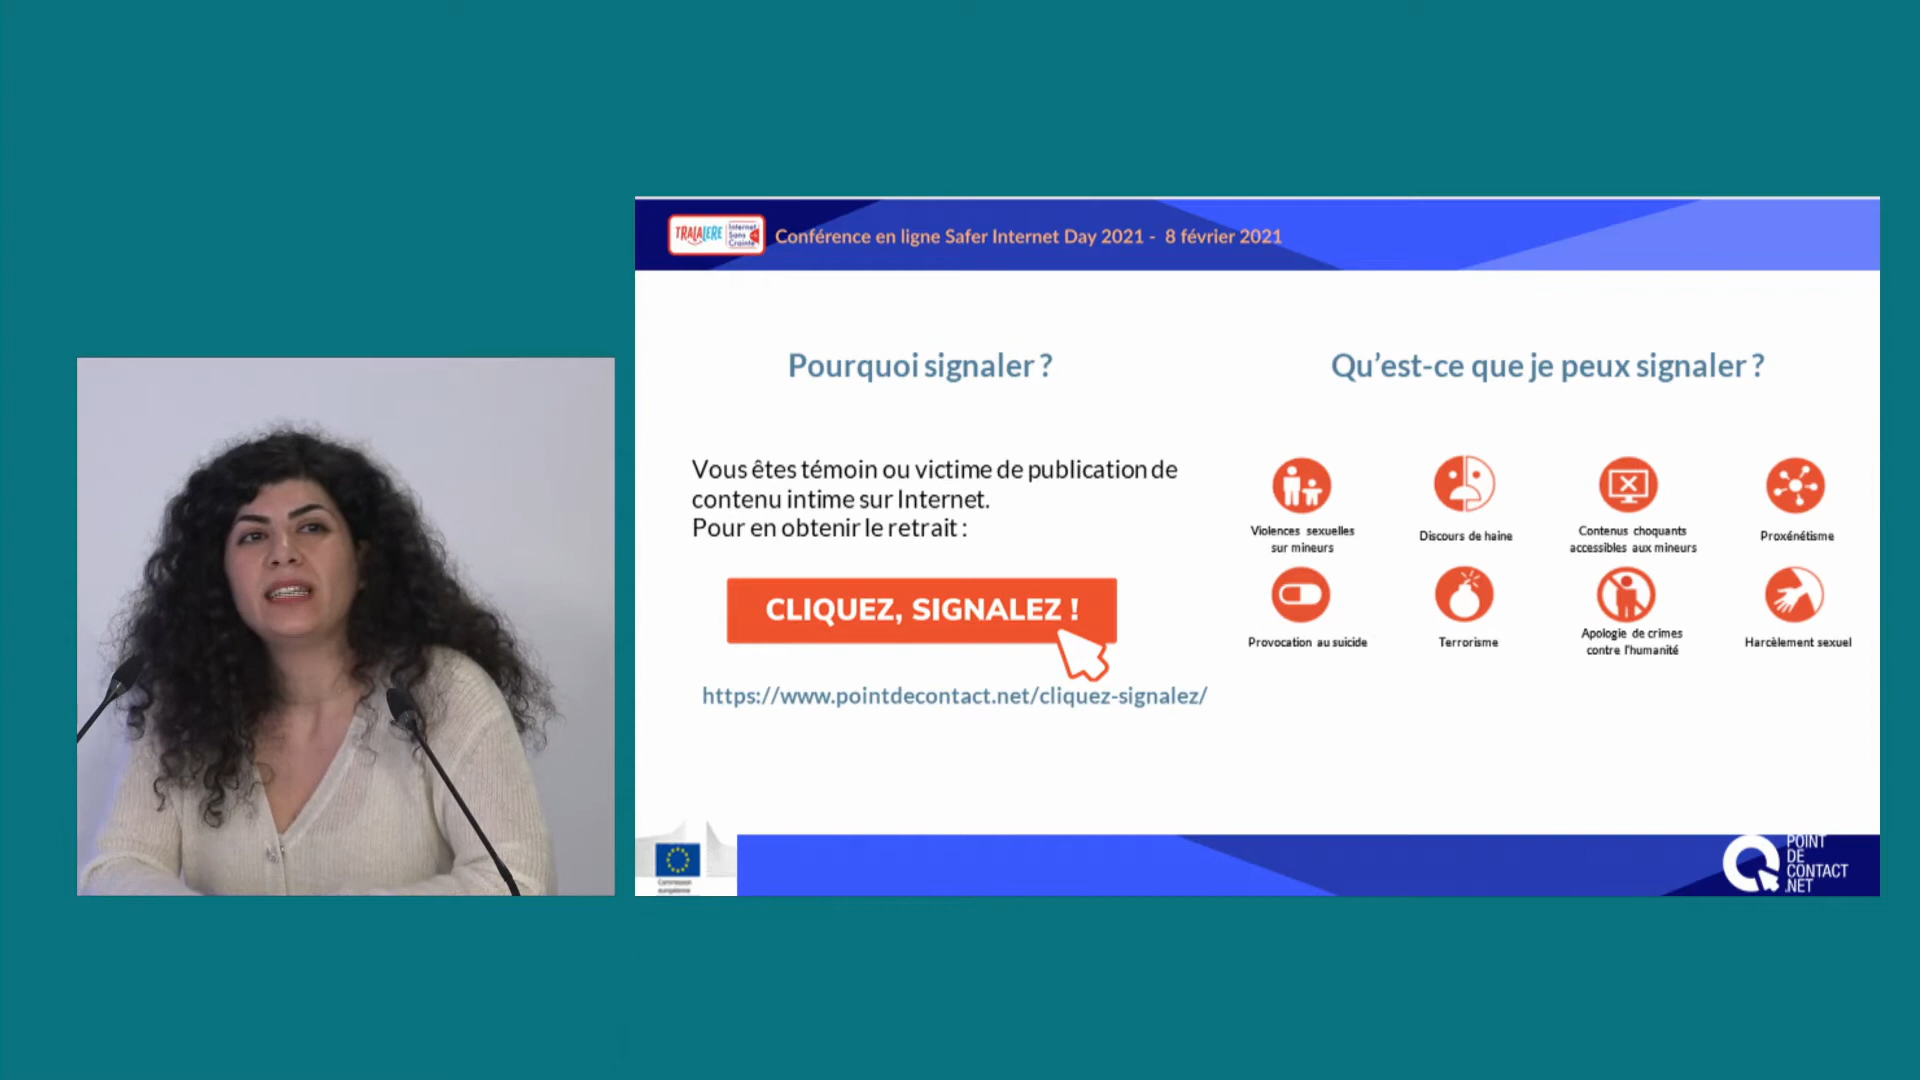 TRALALERE
Internet
Sans
Crainte
Conférence en ligne Safer Internet Day 2021 - 8 février 2021
Pourquoi signaler ?
Vous êtes témoin ou victime de publication de
contenu intime sur Internet.
Pour en obtenir le retrait :
CLIQUEZ, SIGNALEZ !
https://www.pointdecontact.net/cliquez-signalez/
Qu'est-ce que je peux signaler ?
Violences sexuelles
sur mineurs
Discours de haine
Contenus choquants
accessibles aux mineurs
Proxénétisme
Provocation au suicide
Terrorisme
Apologie de crimes
contre l'humanité
Harcèlement sexuel
Commission
européenne
POINT
DE
CONTACT
.NET